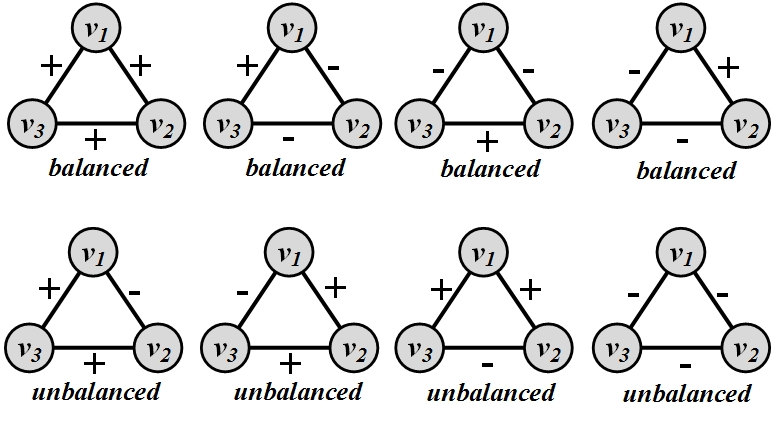 v1 v1 v1 v1
+ + + - - - - +
v3 + v2 v3 - v2 v3 + v2 v3 - v2
balanced balanced balanced balanced
v1 v1 v1 v1
+ - - + + + - -
v3 + v2 v3 + v2 v3 - v2 v3 - v2
unbalanced unbalanced unbalanced unbalanced